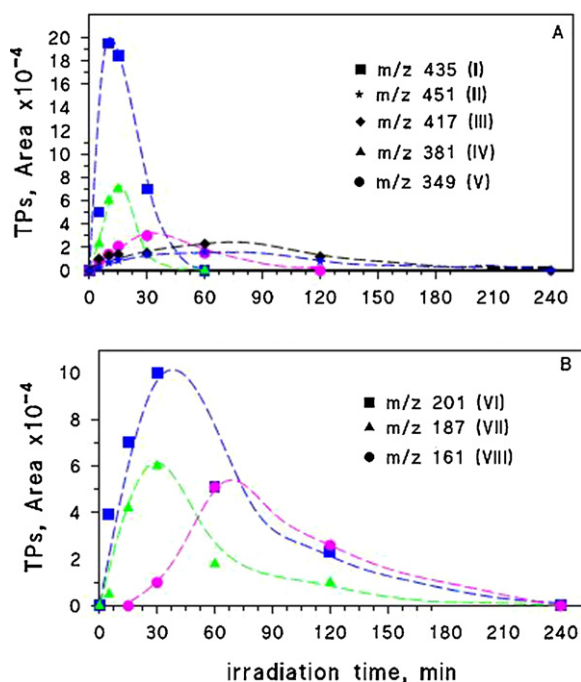 A
TPs, Area x10⁻⁴
20
18
16
14
12
10
8
6
4
2
0
■ m/z 435 (I)
★ m/z 451 (II)
◆ m/z 417 (III)
▲ m/z 381 (IV)
● m/z 349 (V)
0 30 60 90 120 150 180 210 240
B
TPs, Area x10⁻⁴
10
8
6
4
2
0
■ m/z 201 (VI)
▲ m/z 187 (VII)
● m/z 161 (VIII)
0 30 60 90 120 150 180 210 240
irradiation time, min